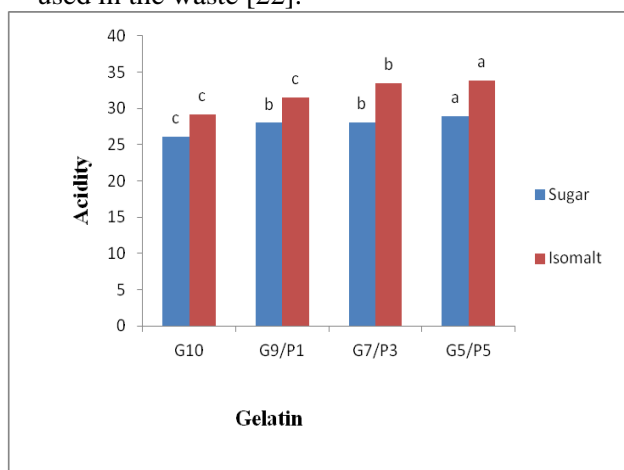 used in the waste [22].
40
35
30
25
20
15
10
5
0
Acidity
c c b c b b a a
G10 G9/P1 G7/P3 G5/P5
Gelatin
Sugar
Isomalt